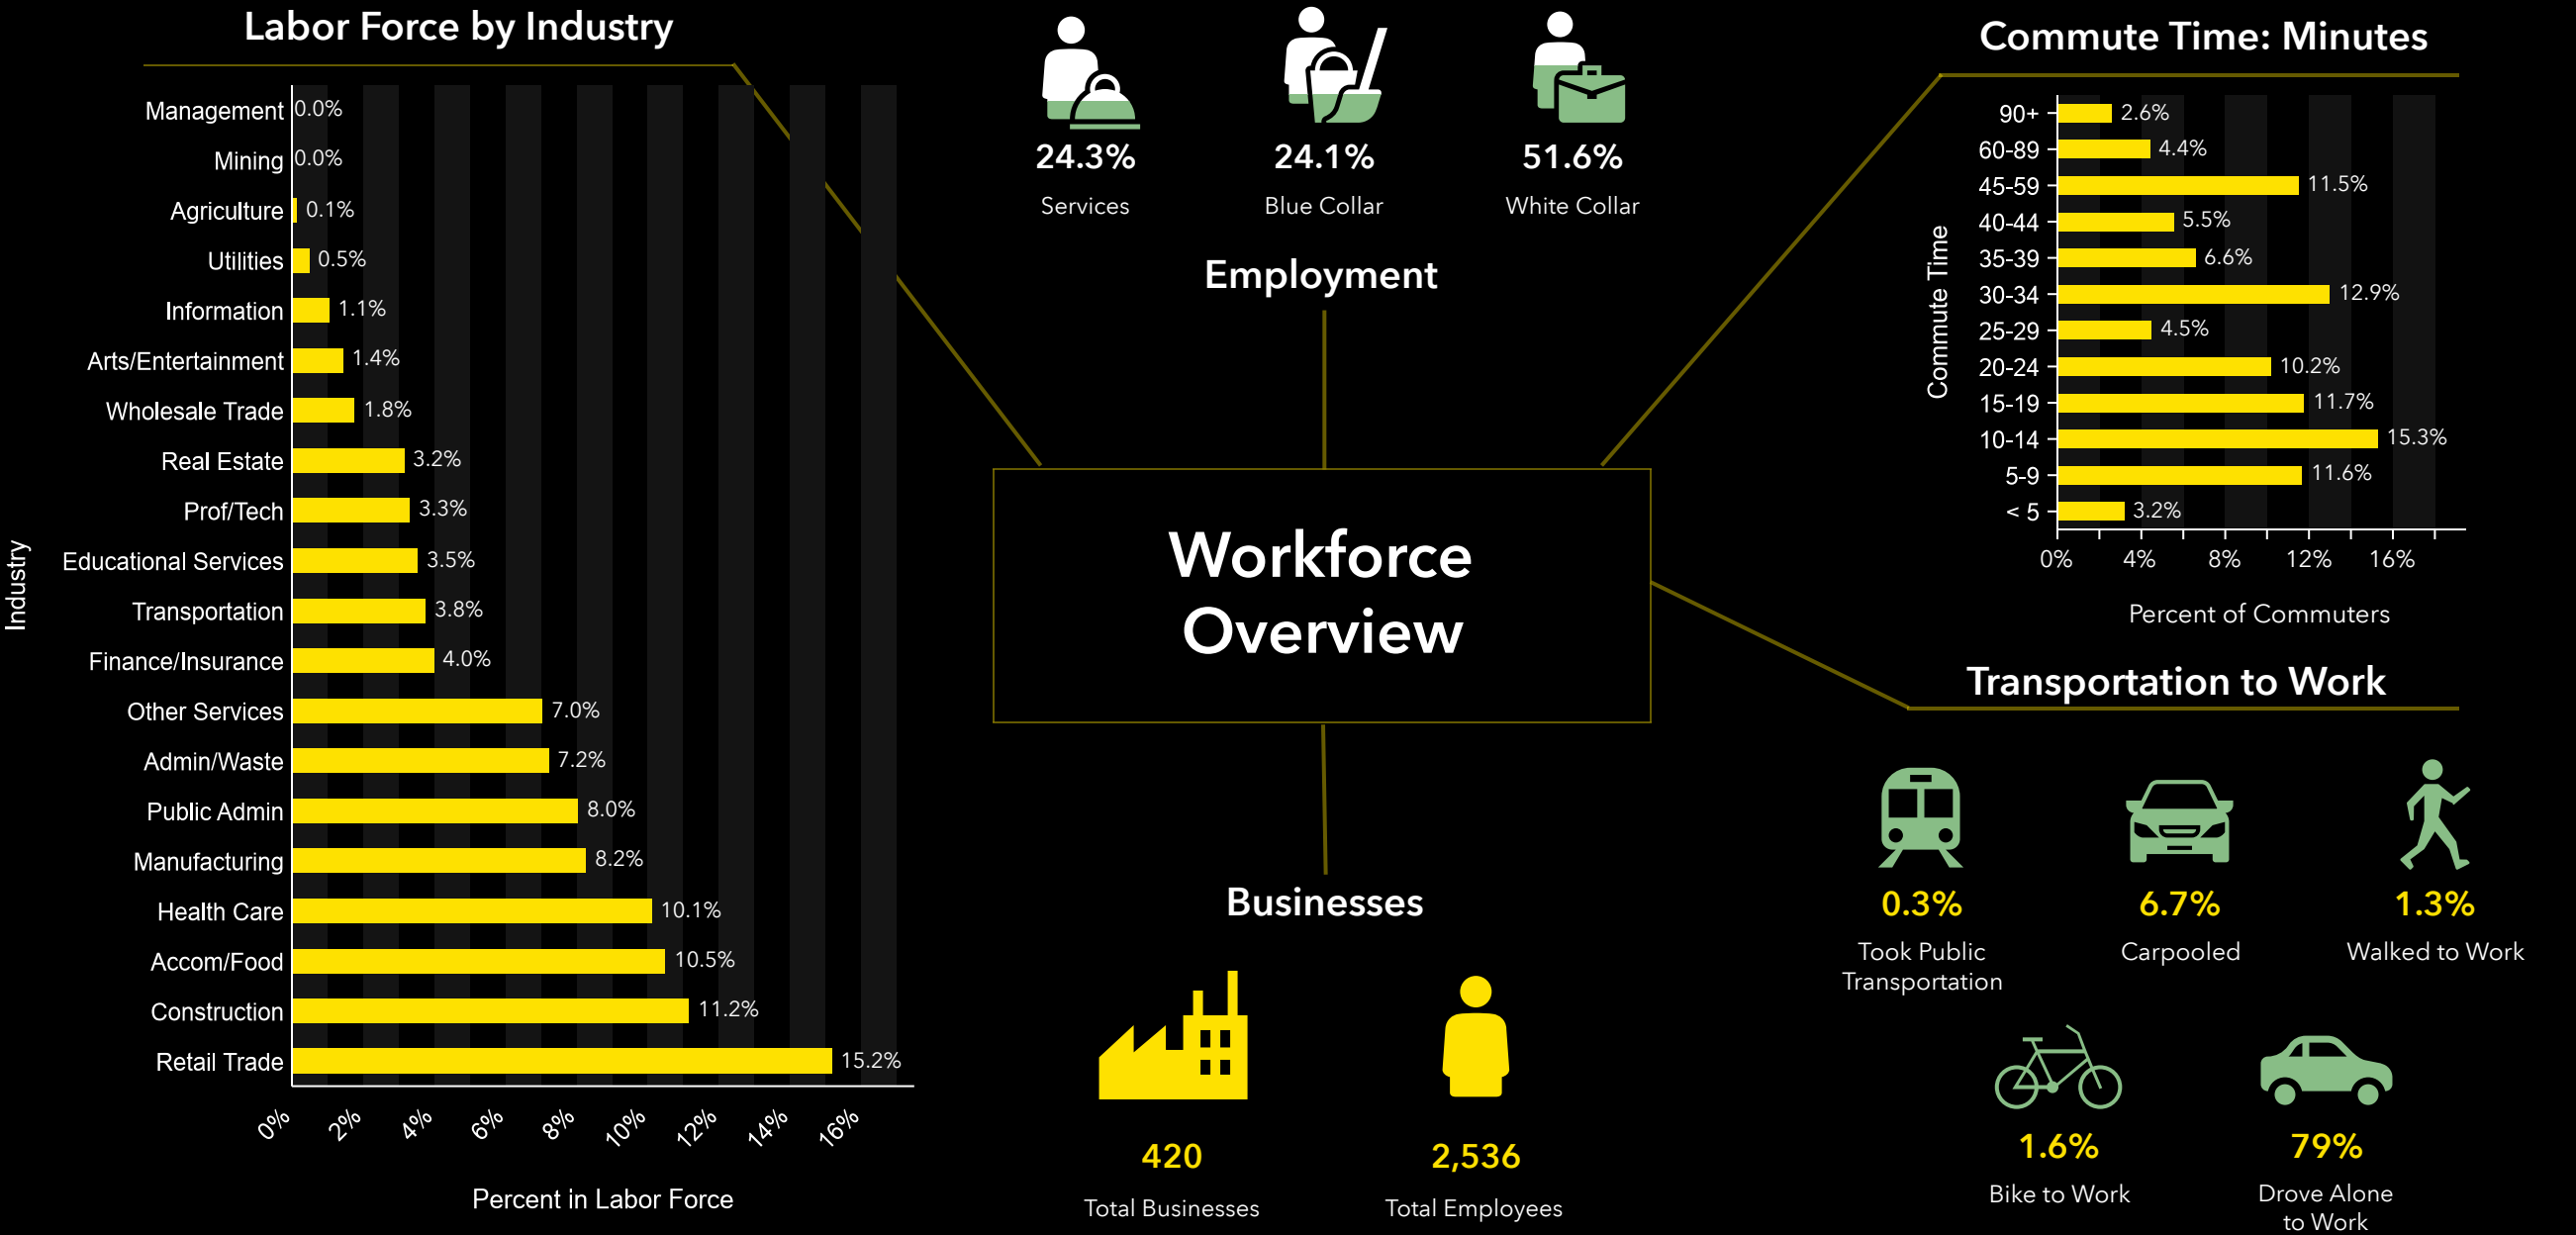 Labor Force by Industry
Industry
Management 0.0%
Mining 0.0%
Agriculture 0.1%
Utilities 0.5%
Information 1.1%
Arts/Entertainment 1.4%
Wholesale Trade 1.8%
Real Estate 3.2%
Prof/Tech 3.3%
Educational Services 3.5%
Transportation 3.8%
Finance/Insurance 4.0%
Other Services 7.0%
Admin/Waste 7.2%
Public Admin 8.0%
Manufacturing 8.2%
Health Care 10.1%
Accom/Food 10.5%
Construction 11.2%
Retail Trade 15.2%
0% 2% 4% 6% 8% 10% 12% 14% 16%
Percent in Labor Force
24.3% 24.1% 51.6%
Services Blue Collar White Collar
Employment
Workforce
Overview
Businesses
420 2,536
Total Businesses Total Employees
Commute Time: Minutes
Commute Time
90+ 2.6%
60-89 4.4%
45-59 11.5%
40-44 5.5%
35-39 6.6%
30-34 12.9%
25-29 4.5%
20-24 10.2%
15-19 11.7%
10-14 15.3%
5-9 11.6%
< 5 3.2%
0% 4% 8% 12% 16%
Percent of Commuters
Transportation to Work
0.3% 6.7% 1.3%
Took Public Carpooled Walked to Work
Transportation
1.6% 79%
Bike to Work Drove Alone
to Work